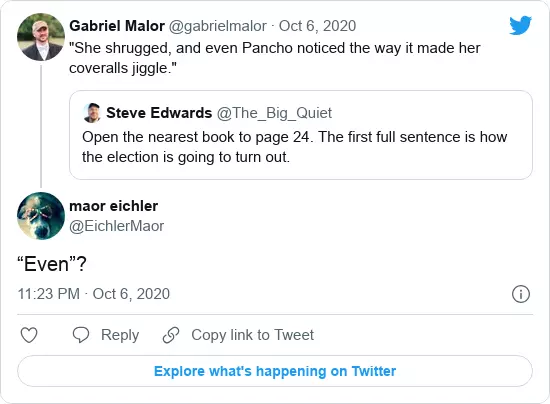 Gabriel Malor @gabrielmalor · Oct 6, 2020
"She shrugged, and even Pancho noticed the way it made her
coveralls jiggle."
Steve Edwards @The_Big_Quiet
Open the nearest book to page 24. The first full sentence is how
the election is going to turn out.
maor eichler
@EichlerMaor
“Even”?
11:23 PM · Oct 6, 2020
Reply
Copy link to Tweet
Explore what's happening on Twitter